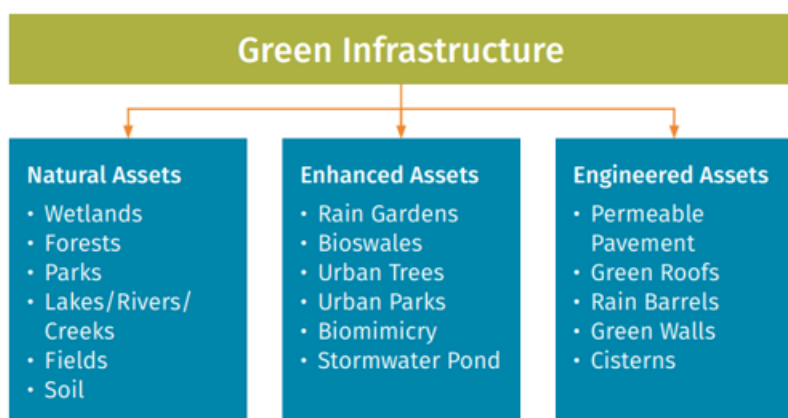 Green Infrastructure
Natural Assets
• Wetlands
• Forests
• Parks
• Lakes/Rivers/
Creeks
• Fields
• Soil
Enhanced Assets
• Rain Gardens
• Bioswales
• Urban Trees
• Urban Parks
• Biomimicry
• Stormwater Pond
Engineered Assets
• Permeable
Pavement
• Green Roofs
• Rain Barrels
• Green Walls
• Cisterns